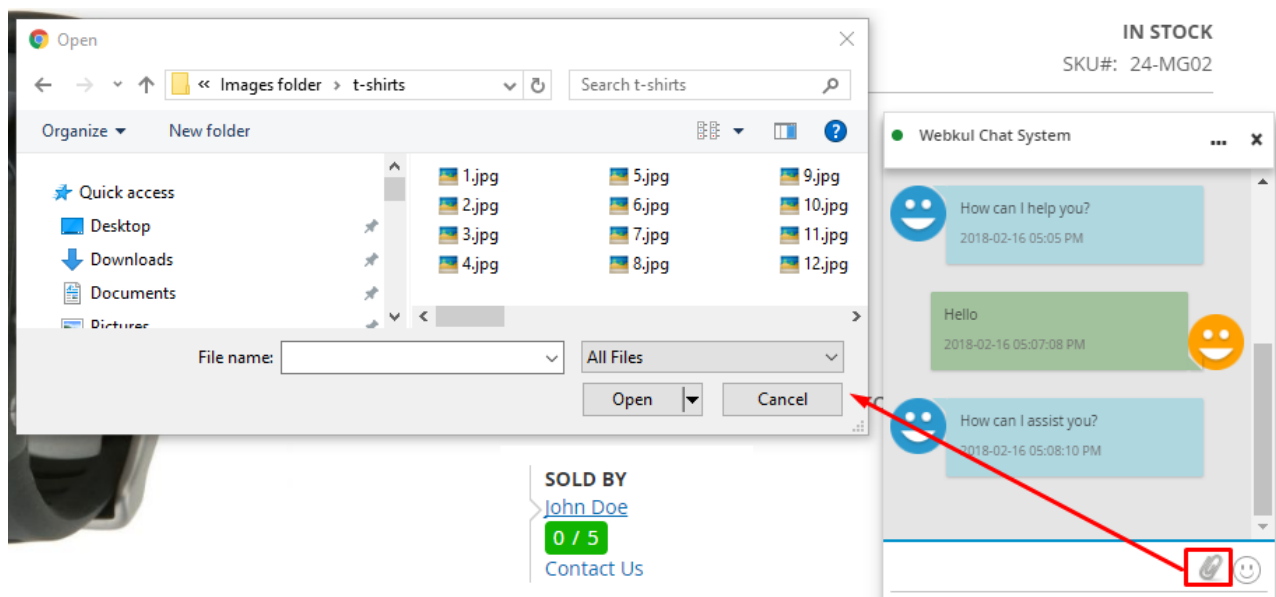 Open
« Images folder › t-shirts
Search t-shirts
Organize
New folder
Quick access
Desktop
Downloads
Documents
Pictures
1.jpg
2.jpg
3.jpg
4.jpg
5.jpg
6.jpg
7.jpg
8.jpg
9.jpg
10.jpg
11.jpg
12.jpg
File name:
All Files
Open
Cancel
IN STOCK
SKU#: 24-MG02
Webkul Chat System
...
x
How can I help you?
2018-02-16 05:05 PM
Hello
2018-02-16 05:07:08 PM
How can I assist you?
2018-02-16 05:08:10 PM
SOLD BY
John Doe
0 / 5
Contact Us